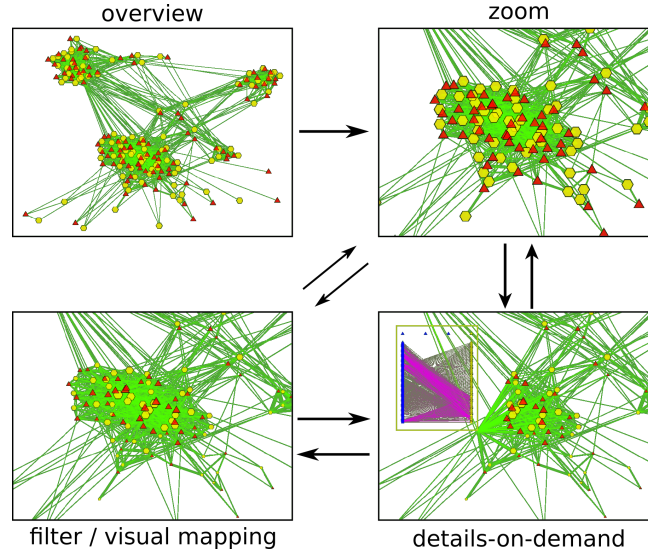 overview
zoom
filter / visual mapping
details-on-demand